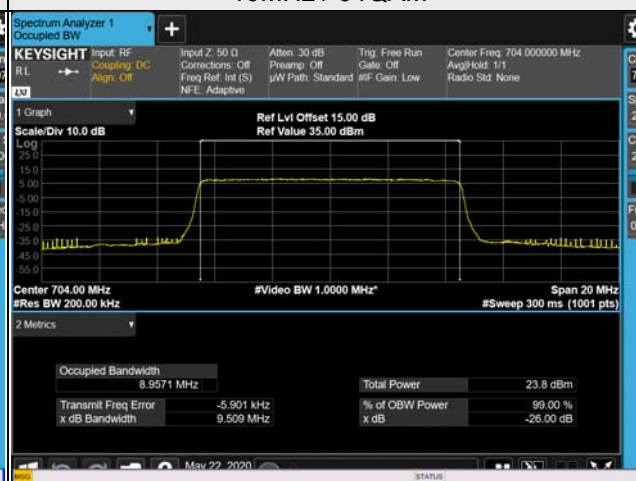 Spectrum Analyzer 1
Occupied BW
KEYSIGHT
Input: RF
Coupling: DC
Align: Off
RL
LXI
Input Z: 50 Ω
Corrections: Off
Freq Ref: Int (S)
NFE: Adaptive
Atten: 30 dB
Preamp: Off
µW Path: Standard
Trig: Free Run
Gate: Off
#IF Gain: Low
Center Freq: 704.000000 MHz
Avg|Hold: 1/1
Radio Std: None
1 Graph
Scale/Div 10.0 dB
Ref Lvl Offset 15.00 dB
Ref Value 35.00 dBm
Log
25.0
15.0
5.00
-5.00
-15.0
-25.0
-35.0
-45.0
-55.0
Center 704.00 MHz
#Res BW 200.00 kHz
#Video BW 1.0000 MHz*
Span 20 MHz
#Sweep 300 ms (1001 pts)
2 Metrics
Occupied Bandwidth
8.9571 MHz
Total Power 23.8 dBm
Transmit Freq Error -5.901 kHz
% of OBW Power 99.00 %
x dB Bandwidth 9.509 MHz
x dB -26.00 dB
May 22, 2020
MSG
STATUS